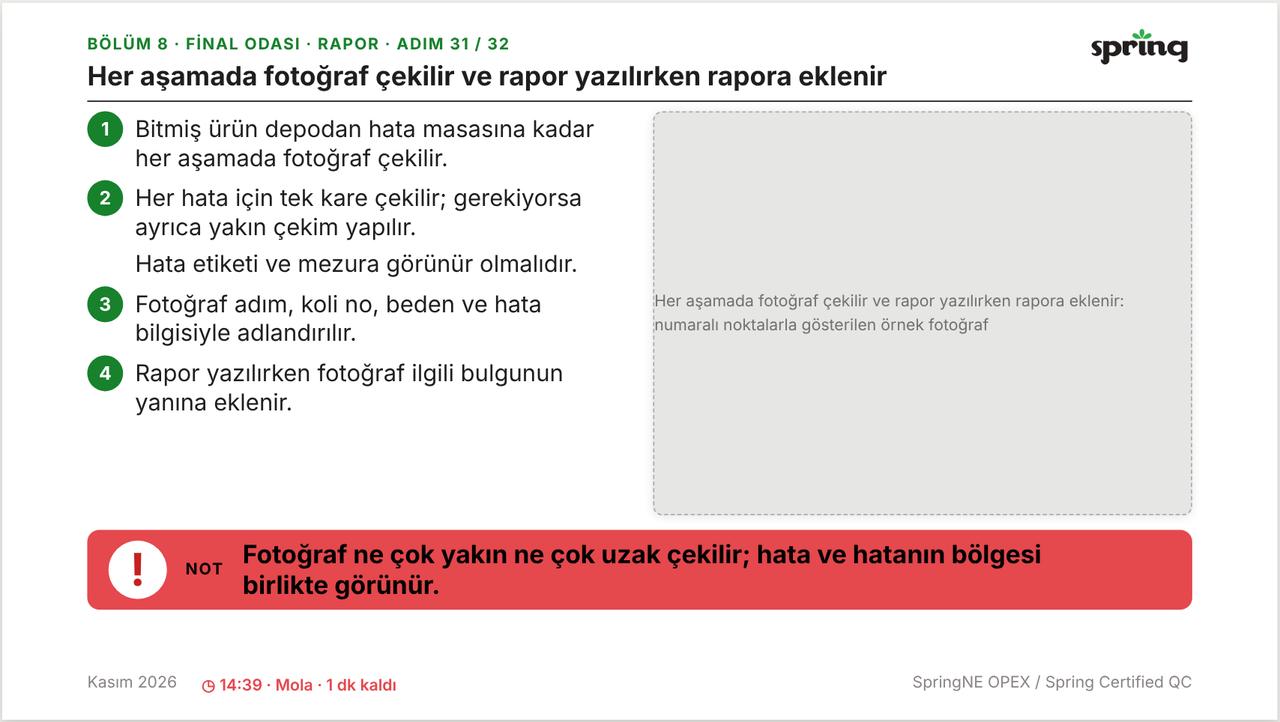 BÖLÜM 8 · FİNAL ODASI · RAPOR · ADIM 31 / 32
spring
Her aşamada fotoğraf çekilir ve rapor yazılırken rapora eklenir
1 Bitmiş ürün depodan hata masasına kadar
her aşamada fotoğraf çekilir.
2 Her hata için tek kare çekilir; gerekiyorsa
ayrıca yakın çekim yapılır.
Hata etiketi ve mezura görünür olmalıdır.
3 Fotoğraf adım, koli no, beden ve hata
bilgisiyle adlandırılır.
4 Rapor yazılırken fotoğraf ilgili bulgunun
yanına eklenir.
Her aşamada fotoğraf çekilir ve rapor yazılırken rapora eklenir:
numaralı noktalarla gösterilen örnek fotoğraf
! NOT Fotoğraf ne çok yakın ne çok uzak çekilir; hata ve hatanın bölgesi
birlikte görünür.
Kasım 2026 ◷ 14:39 · Mola · 1 dk kaldı
SpringNE OPEX / Spring Certified QC